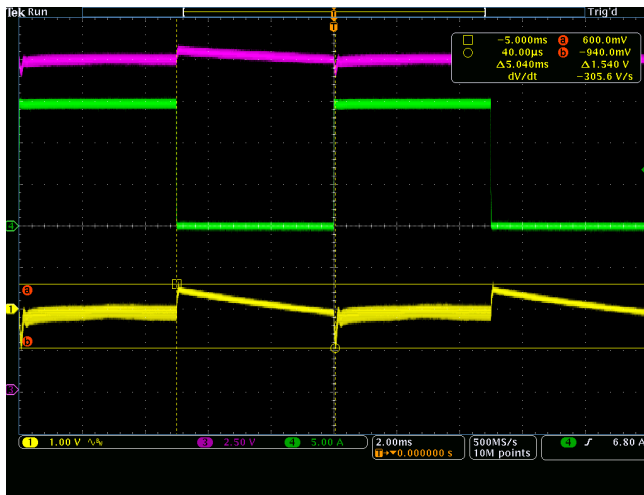 Tek Run Trig'd
T
−5.000ms a 600.0mV
40.00µs b −940.0mV
Δ5.040ms Δ1.540 V
dV/dt −305.6 V/s
4
a
1
b
3
1 1.00 V 3 2.50 V 4 5.00 A 2.00ms 500MS/s 4 6.80 A
T→▼0.000000 s 10M points